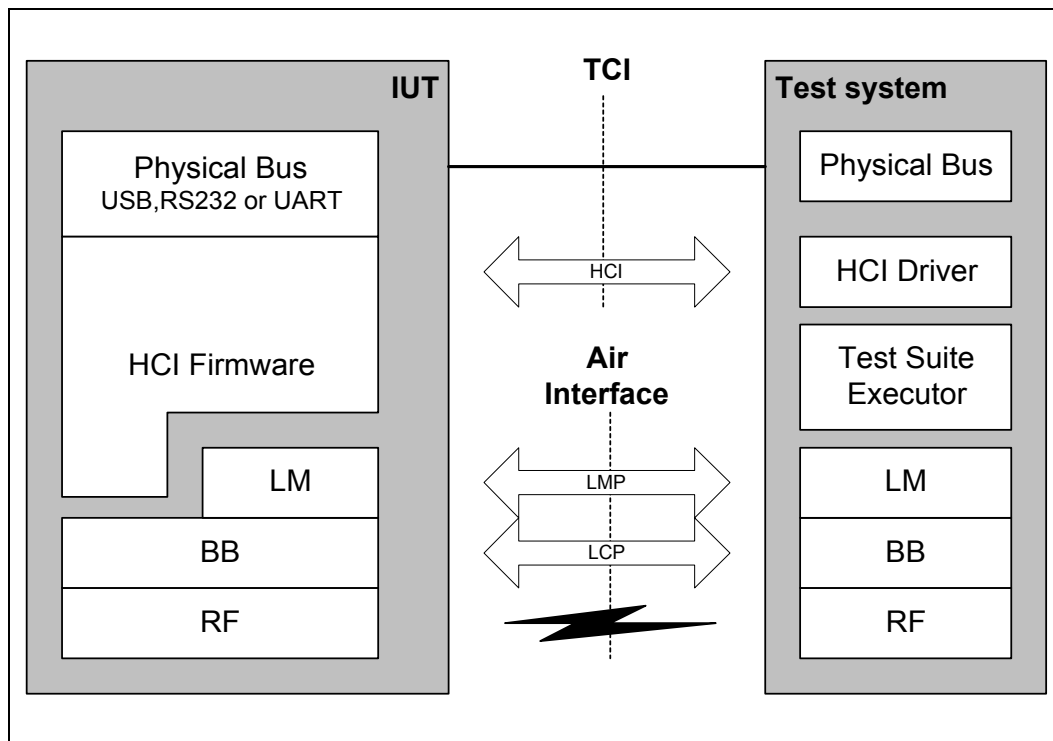 IUT
Physical Bus
USB,RS232 or UART
HCI Firmware
LM
BB
RF
TCI
HCI
Air
Interface
LMP
LCP
Test system
Physical Bus
HCI Driver
Test Suite
Executor
LM
BB
RF